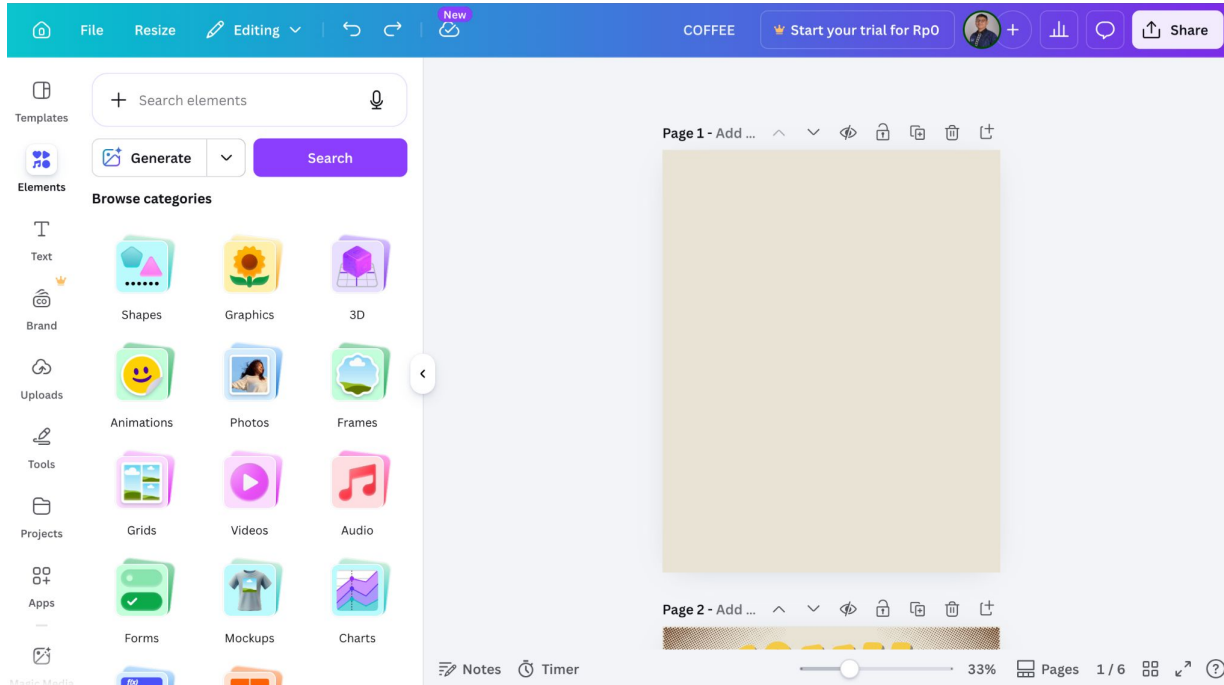 New
File Resize Editing COFFEE Start your trial for Rp0 + Share
Templates
Elements
Text
Brand
Uploads
Tools
Projects
Apps
Magic Media
+ Search elements
Generate Search
Browse categories
Shapes Graphics 3D
Animations Photos Frames
Grids Videos Audio
Forms Mockups Charts
f(x)
Page 1 - Add ...
Page 2 - Add ...
Notes Timer 33% Pages 1 / 6 ?